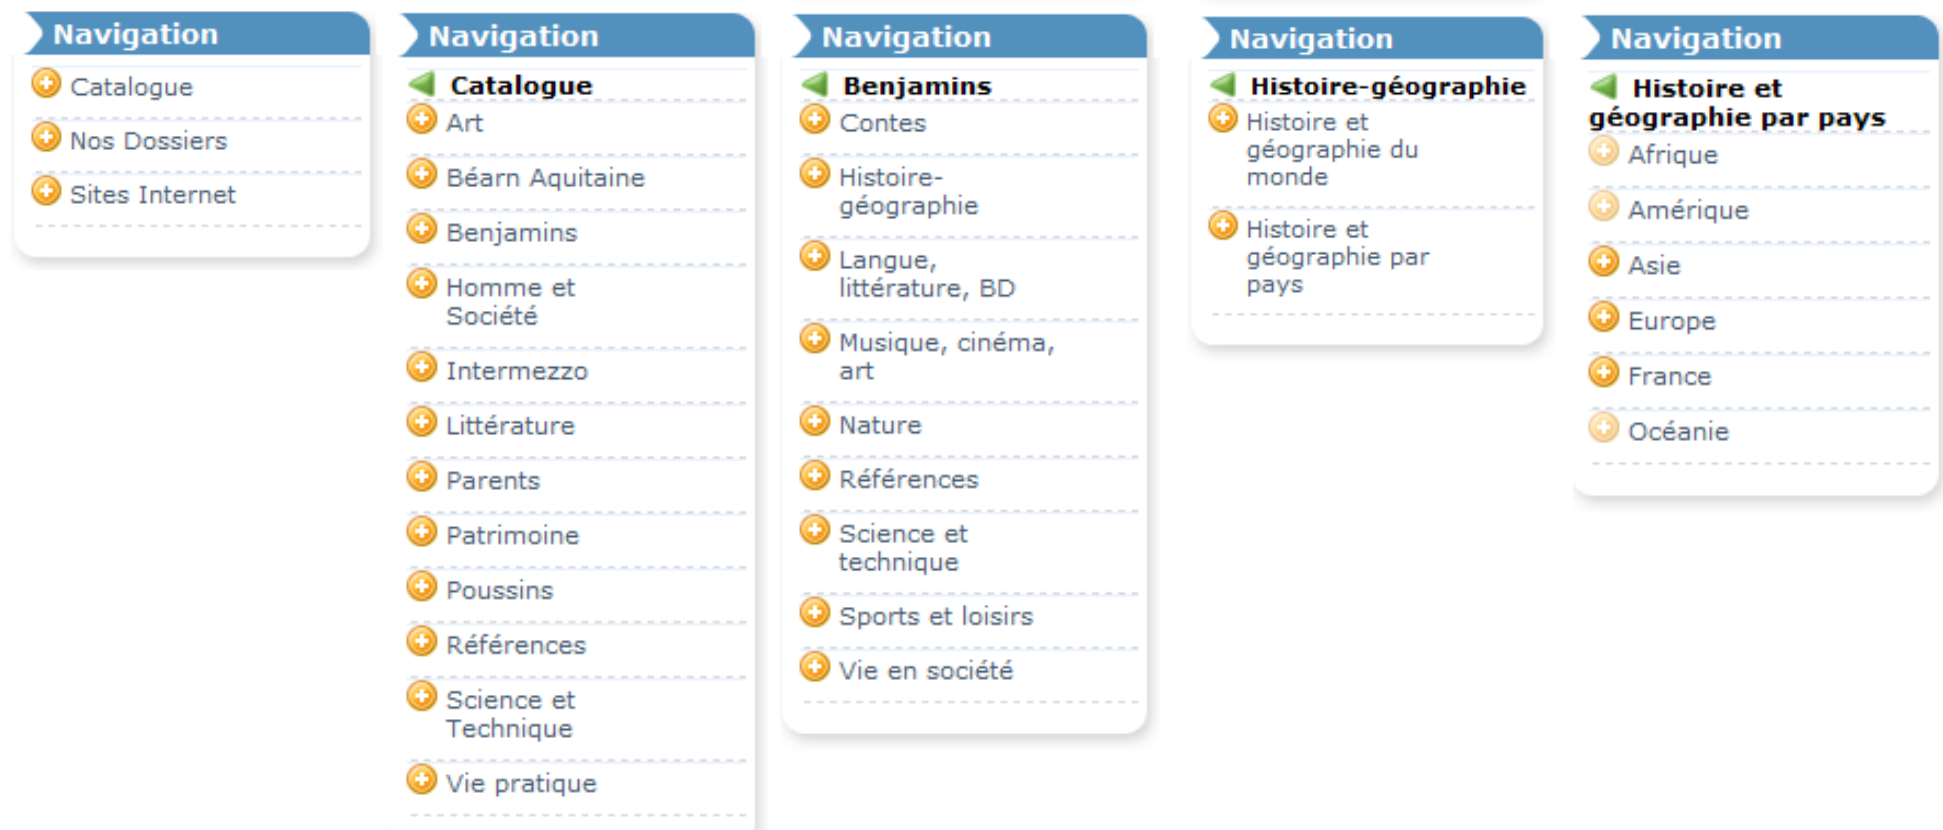 Navigation
Catalogue
Nos Dossiers
Sites Internet
Navigation
Catalogue
Art
Béarn Aquitaine
Benjamins
Homme et
Société
Intermezzo
Littérature
Parents
Patrimoine
Poussins
Références
Science et
Technique
Vie pratique
Navigation
Benjamins
Contes
Histoire-
géographie
Langue,
littérature, BD
Musique, cinéma,
art
Nature
Références
Science et
technique
Sports et loisirs
Vie en société
Navigation
Histoire-géographie
Histoire et
géographie du
monde
Histoire et
géographie par
pays
Navigation
Histoire et
géographie par pays
Afrique
Amérique
Asie
Europe
France
Océanie